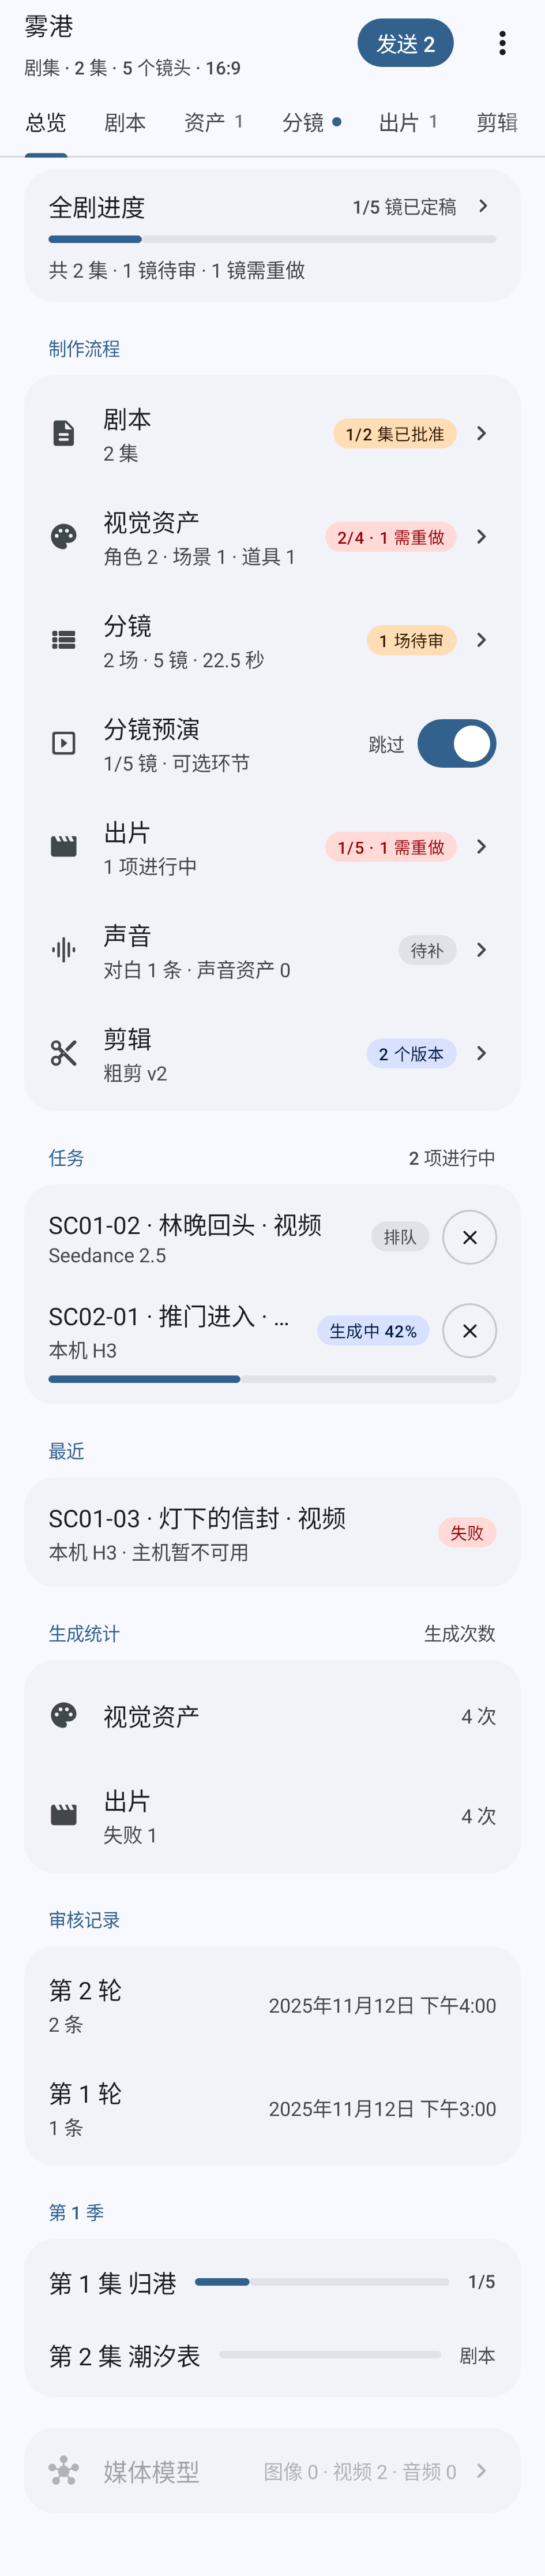 雾港
发送 2
剧集 · 2 集 · 5 个镜头 · 16:9
总览 剧本 资产 1 分镜 出片 1 剪辑
全剧进度 1/5 镜已定稿
共 2 集 · 1 镜待审 · 1 镜需重做
制作流程
剧本
1/2 集已批准
2 集
视觉资产
2/4 · 1 需重做
角色 2 · 场景 1 · 道具 1
分镜
1 场待审
2 场 · 5 镜 · 22.5 秒
分镜预演
跳过
1/5 镜 · 可选环节
出片
1/5 · 1 需重做
1 项进行中
声音
待补
对白 1 条 · 声音资产 0
剪辑
2 个版本
粗剪 v2
任务 2 项进行中
SC01-02 · 林晚回头 · 视频
排队
Seedance 2.5
SC02-01 · 推门进入 · ...
生成中 42%
本机 H3
最近
SC01-03 · 灯下的信封 · 视频
失败
本机 H3 · 主机暂不可用
生成统计 生成次数
视觉资产 4 次
出片
4 次
失败 1
审核记录
第 2 轮
2025年11月12日 下午4:00
2 条
第 1 轮
2025年11月12日 下午3:00
1 条
第 1 季
第 1 集 归港 1/5
第 2 集 潮汐表 剧本
媒体模型 图像 0 · 视频 2 · 音频 0